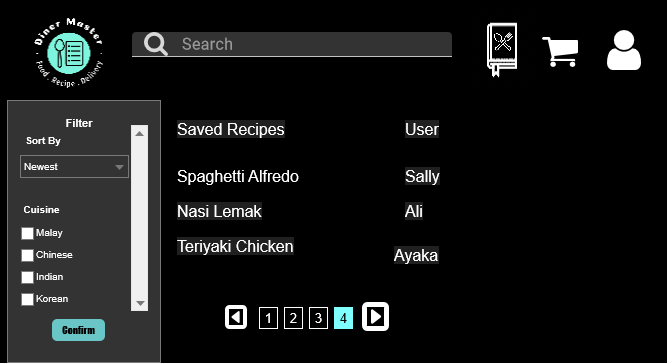 Diner Master
Food . Recipe . Delivery
Search
Filter
Sort By
Newest
Cuisine
Malay
Chinese
Indian
Korean
Confirm
Saved Recipes User
Spaghetti Alfredo Sally
Nasi Lemak Ali
Teriyaki Chicken Ayaka
1 2 3 4